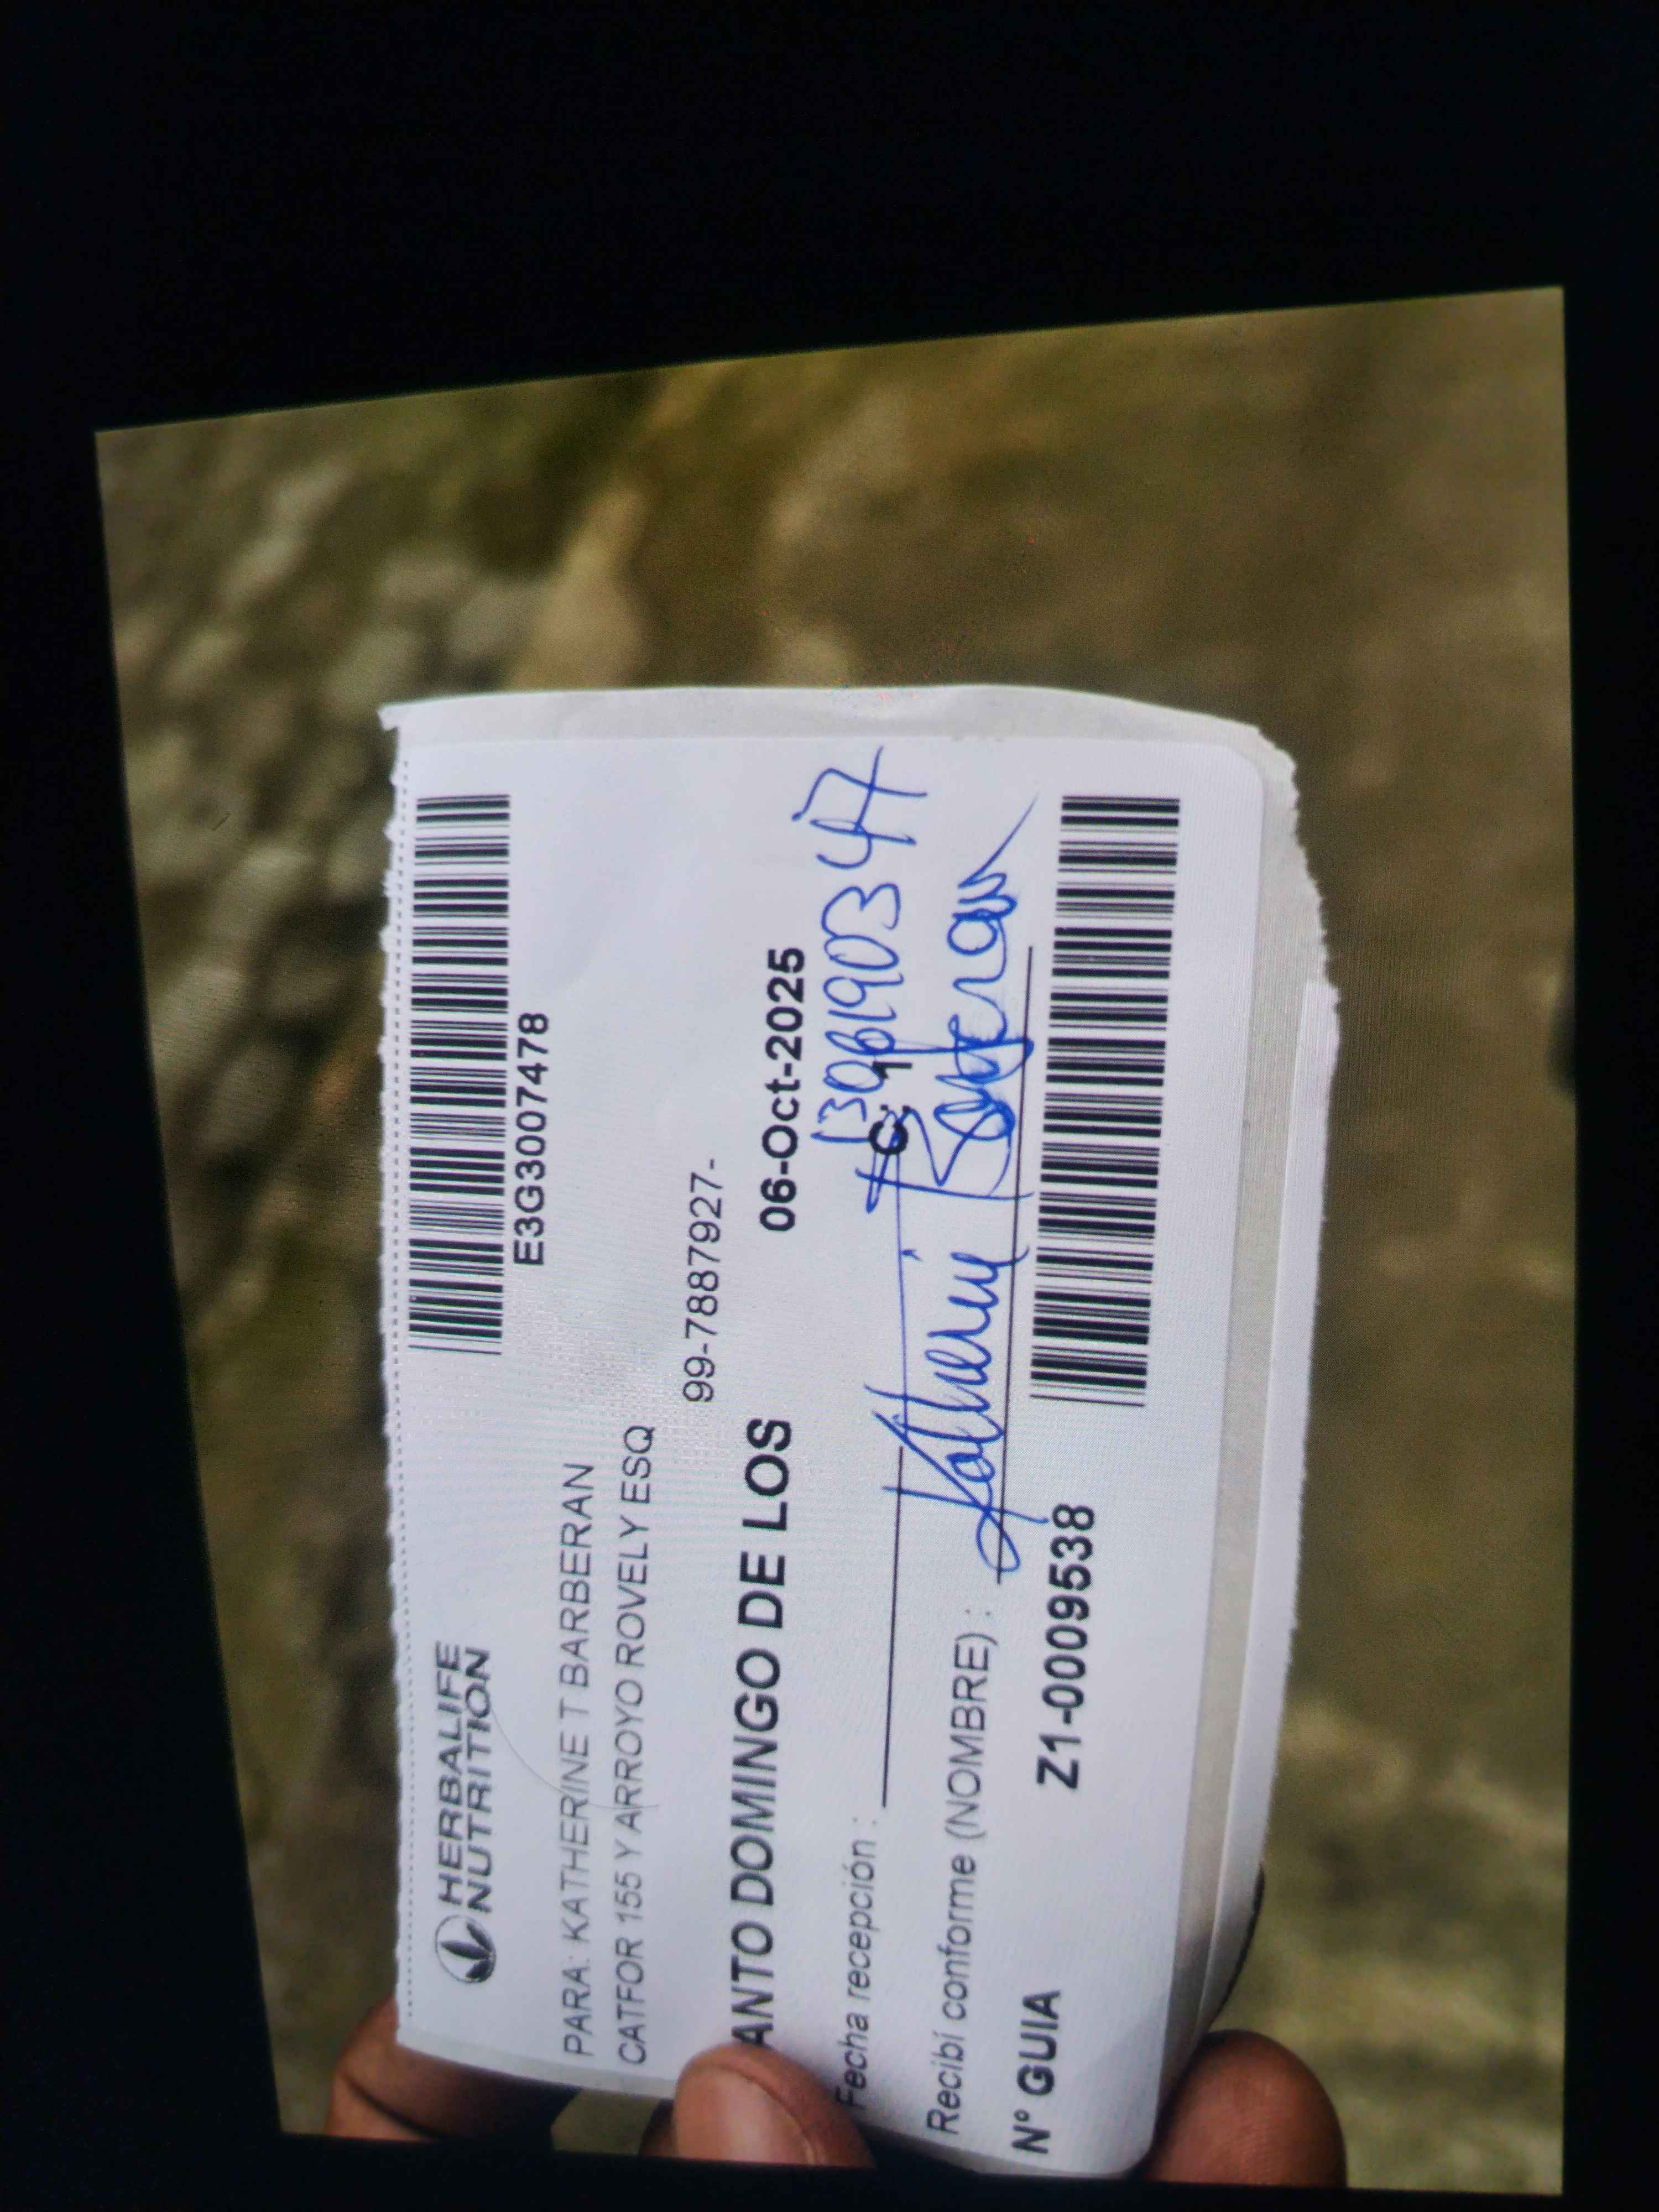 HERBALIFE
NUTRITION
E3G3007478
PARA: KATHERINE T BARBERAN
CATFOR 155 Y ARROYO ROVELY ESQ
99-7887927-
ANTO DOMINGO DE LOS
06-Oct-2025
Fecha recepción :
C.
Recibí conforme (NOMBRE) :
Nº GUIA
Z1-0009538